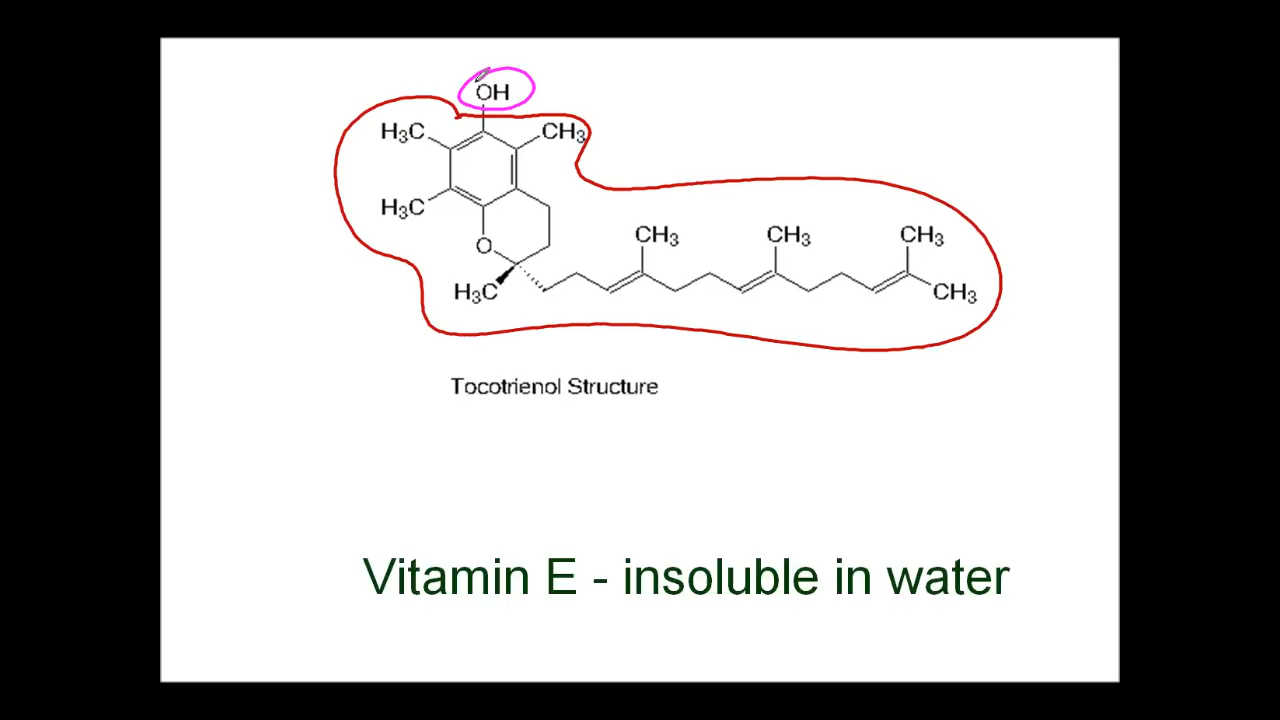 OH
H₃C CH₃
H₃C
O
CH₃ CH₃ CH₃
H₃C CH₃
Tocotrienol Structure
Vitamin E - insoluble in water